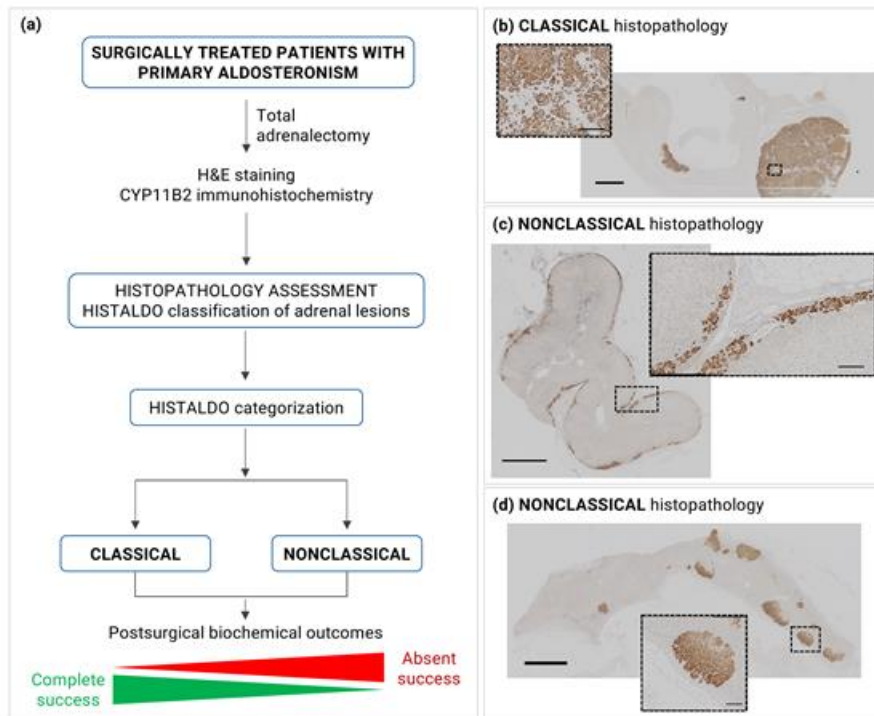 (a)
SURGICALLY TREATED PATIENTS WITH
PRIMARY ALDOSTERONISM
Total
adrenalectomy
H&E staining
CYP11B2 immunohistochemistry
HISTOPATHOLOGY ASSESSMENT
HISTALDO classification of adrenal lesions
HISTALDO categorization
CLASSICAL
NONCLASSICAL
Postsurgical biochemical outcomes
Absent
success
Complete
success
(b) CLASSICAL histopathology
(c) NONCLASSICAL histopathology
(d) NONCLASSICAL histopathology